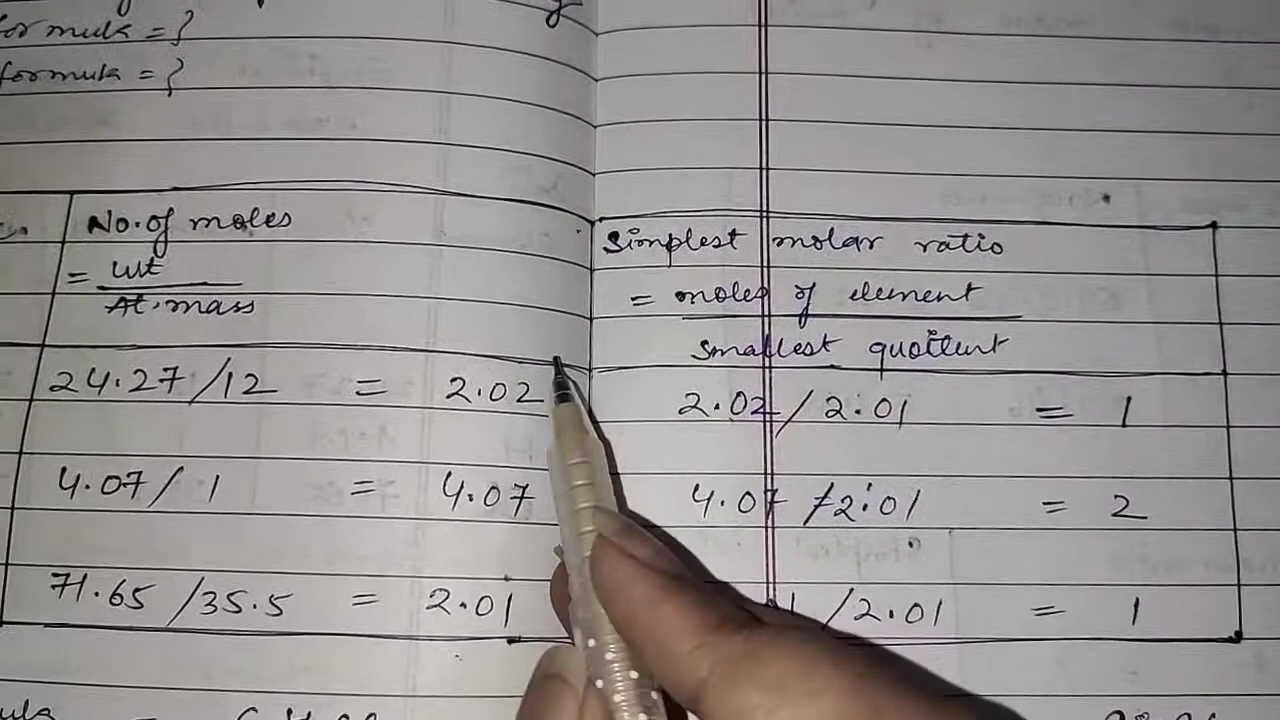 formula = ?
formula = ?
No. of moles
= wt
At. mass
Simplest molar ratio
= moles of element
smallest quotient
24.27 / 12 = 2.02
2.02 / 2.01 = 1
4.07 / 1 = 4.07
4.07 / 2.01 = 2
71.65 / 35.5 = 2.01
/ 2.01 = 1